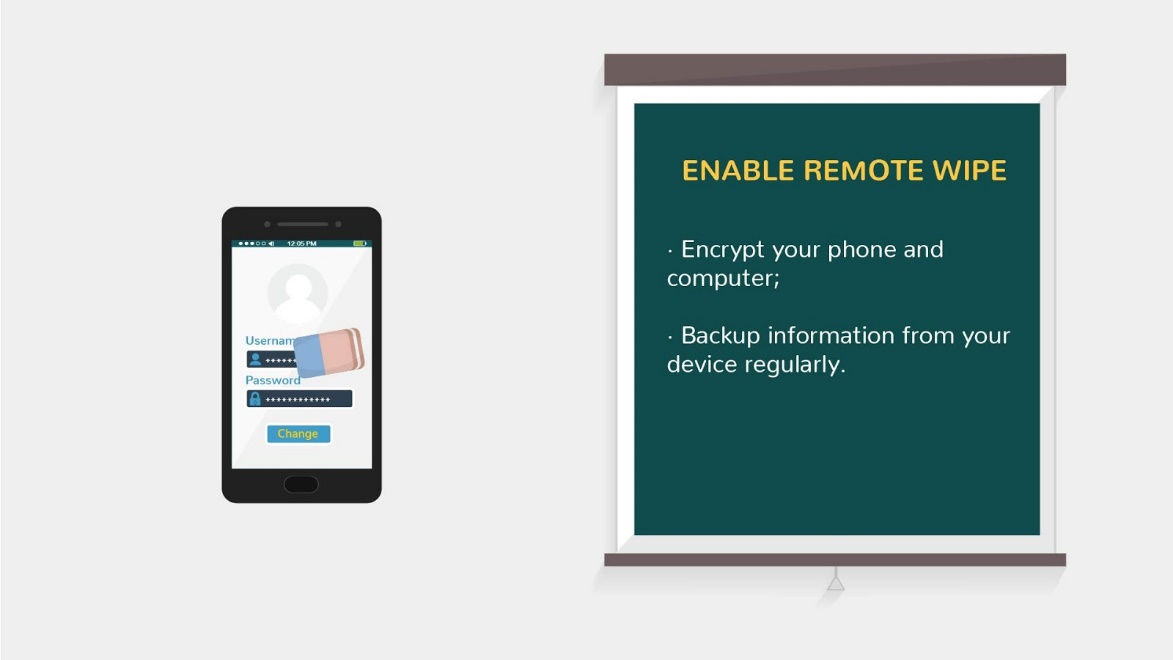 12:05 PM
Usernam
++++++
Password
++++++++++++
Change
ENABLE REMOTE WIPE
· Encrypt your phone and
computer;
· Backup information from your
device regularly.